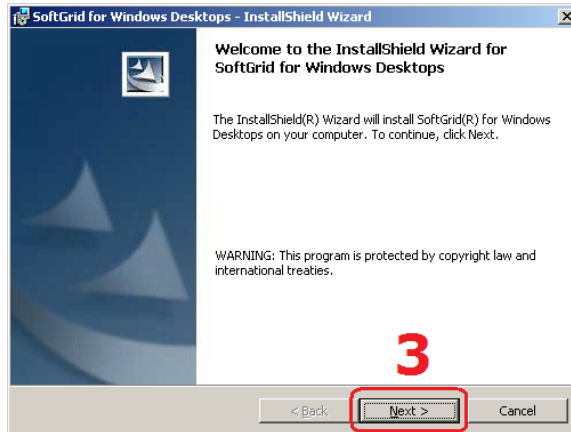 SoftGrid for Windows Desktops - InstallShield Wizard
Welcome to the InstallShield Wizard for
SoftGrid for Windows Desktops
The InstallShield(R) Wizard will install SoftGrid(R) for Windows
Desktops on your computer. To continue, click Next.
WARNING: This program is protected by copyright law and
international treaties.
3
< Back Next > Cancel